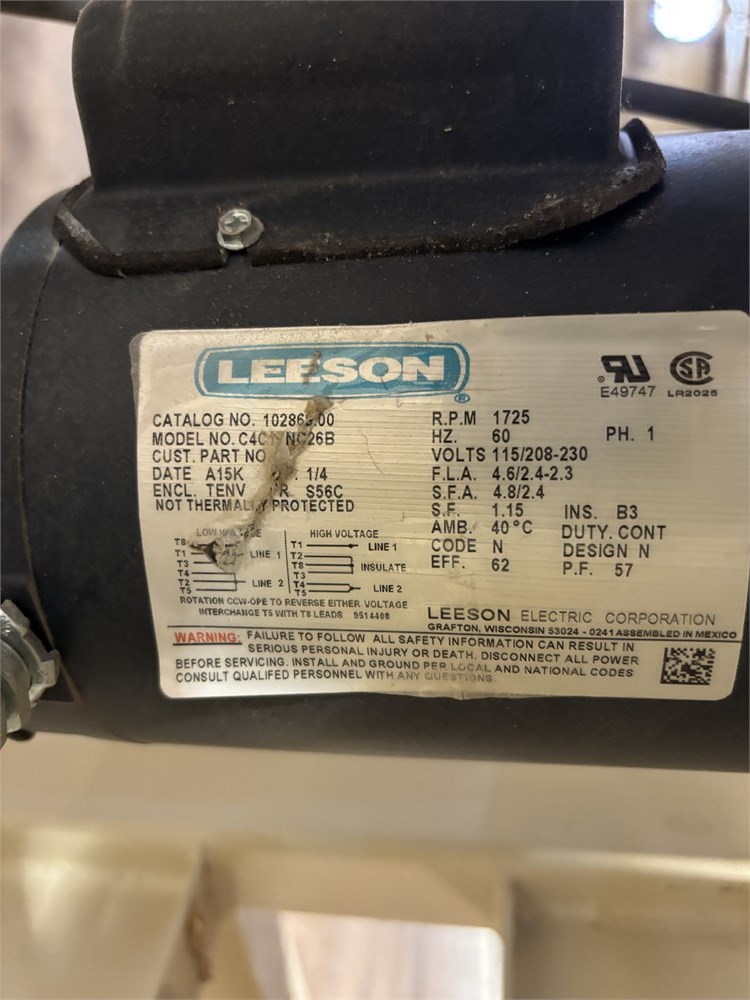 LEESON
®
E49747
LR2025
CATALOG NO. 00
MODEL NO. NC26B
CUST. PART NO
DATE A15K 1/4
ENCL. TENV S56C
NOT THERMALLY PROTECTED
R.P.M 1725
HZ. 60 PH. 1
VOLTS 115/208-230
F.L.A. 4.6/2.4-2.3
S.F.A. 4.8/2.4
S.F. 1.15 INS. B3
AMB. 40°C DUTY. CONT
CODE N DESIGN N
EFF. 62 P.F. 57
LOW VOLTAGE
T8
T1 LINE 1
T3
T4
T2 LINE 2
T5
HIGH VOLTAGE
T1 LINE 1
T2
T8 INSULATE
T3
T4 LINE 2
T5
ROTATION CCW-OPE TO REVERSE EITHER VOLTAGE
INTERCHANGE T5 WITH T8 LEADS 9514408
LEESON ELECTRIC CORPORATION
GRAFTON, WISCONSIN 53024 - 0241 ASSEMBLED IN MEXICO
WARNING: FAILURE TO FOLLOW ALL SAFETY INFORMATION CAN RESULT IN
SERIOUS PERSONAL INJURY OR DEATH. DISCONNECT ALL POWER
BEFORE SERVICING. INSTALL AND GROUND PER LOCAL AND NATIONAL CODES
CONSULT QUALIFED PERSONNEL WITH ANY QUESTIONS.